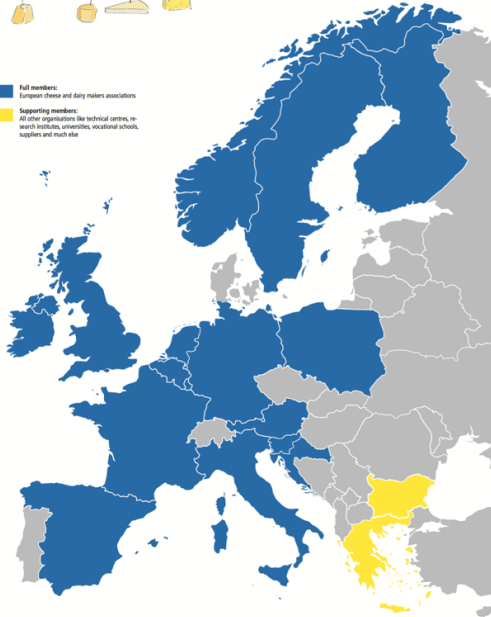 Full members:
European cheese and dairy makers associations
Supporting members:
All other organisations like technical centres, re-
search institutes, universities, vocational schools,
suppliers and much else